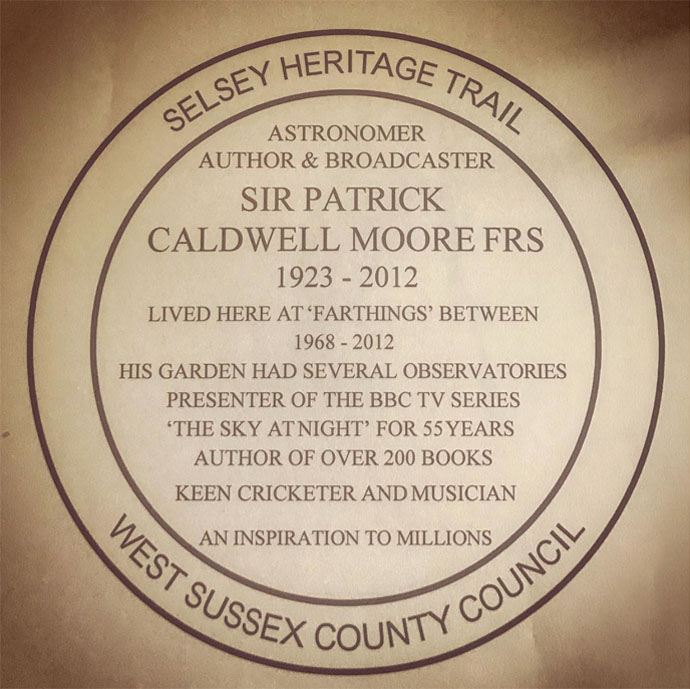 SELSEY HERITAGE TRAIL
ASTRONOMER
AUTHOR & BROADCASTER
SIR PATRICK
CALDWELL MOORE FRS
1923 - 2012
LIVED HERE AT ‘FARTHINGS’ BETWEEN
1968 - 2012
HIS GARDEN HAD SEVERAL OBSERVATORIES
PRESENTER OF THE BBC TV SERIES
‘THE SKY AT NIGHT’ FOR 55 YEARS
AUTHOR OF OVER 200 BOOKS
KEEN CRICKETER AND MUSICIAN
AN INSPIRATION TO MILLIONS
WEST SUSSEX COUNTY COUNCIL